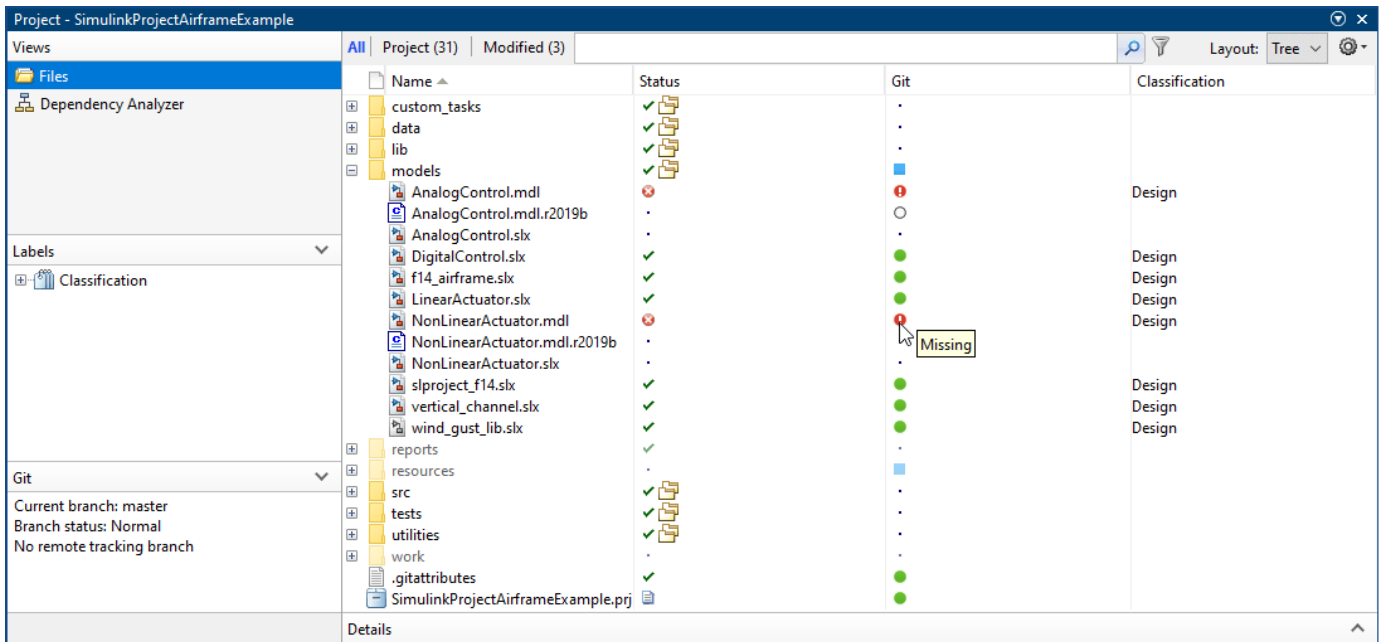 Project - SimulinkProjectAirframeExample
Views
All Project (31) Modified (3) Layout: Tree
Files
Dependency Analyzer
Name Status Git Classification
custom_tasks
data
lib
models
AnalogControl.mdl Design
AnalogControl.mdl.r2019b
AnalogControl.slx
DigitalControl.slx Design
f14_airframe.slx Design
LinearActuator.slx Design
NonLinearActuator.mdl Design
Missing
NonLinearActuator.mdl.r2019b
NonLinearActuator.slx
slproject_f14.slx Design
vertical_channel.slx Design
wind_gust_lib.slx Design
reports
resources
src
tests
utilities
work
.gitattributes
SimulinkProjectAirframeExample.prj
Labels
Classification
Git
Current branch: master
Branch status: Normal
No remote tracking branch
Details